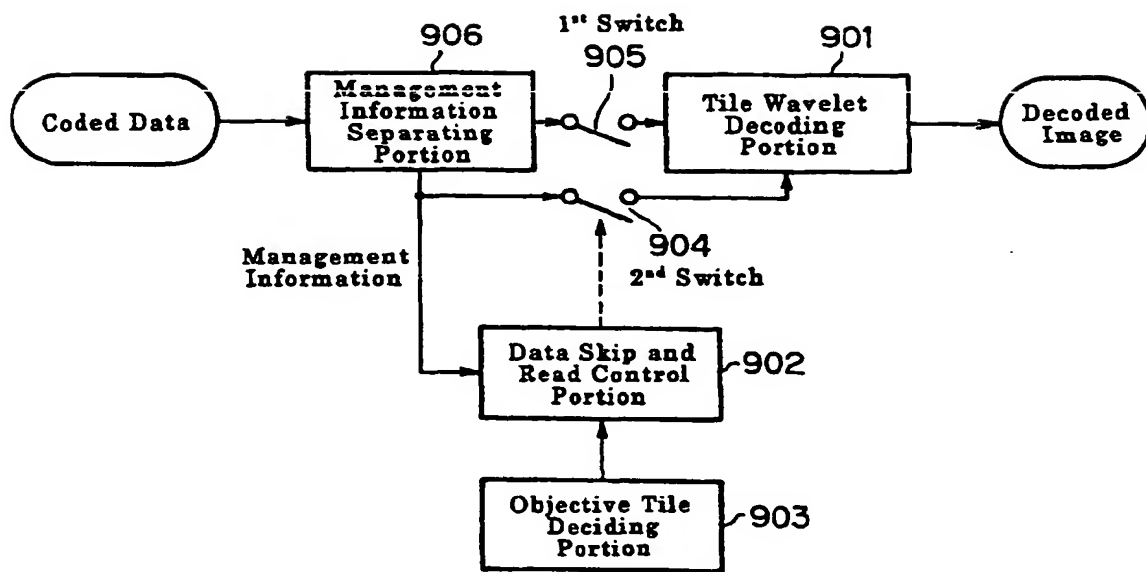 1st Switch
906
905
901
Coded Data
Management
Information
Separating
Portion
Tile Wavelet
Decoding
Portion
Decoded
Image
904
2nd Switch
Management
Information
Data Skip and
Read Control
Portion
902
Objective Tile
Deciding
Portion
903